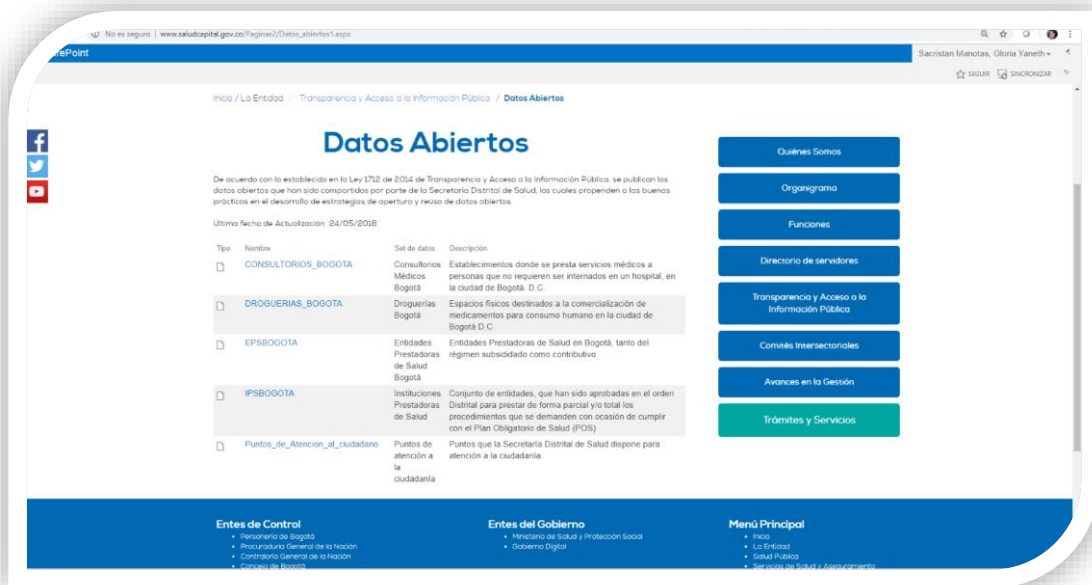 No es seguro | www.saludcapital.gov.co/Paginas2/Datos_abiertos1.aspx
ePoint
Sacristan Manotas, Gloria Yaneth
SEGUIR SINCRONIZAR
Inicio / La Entidad / Transparencia y Acceso a la Información Pública / Datos Abiertos
Datos Abiertos
De acuerdo con lo establecido en la Ley 1712 de 2014 de Transparencia y Acceso a la Información Pública, se publican los
datos abiertos que han sido compartidos por parte de la Secretaría Distrital de Salud, los cuales propenden a las buenas
prácticas en el desarrollo de estrategias de apertura y reúso de datos abiertos.
Última fecha de Actualización: 24/05/2018
Tipo Nombre Set de datos Descripción
CONSULTORIOS_BOGOTA Consultorios Establecimientos donde se presta servicios médicos a
Médicos personas que no requieren ser internados en un hospital, en
Bogotá la ciudad de Bogotá. D.C.
DROGUERIAS_BOGOTA Droguerías Espacios físicos destinados a la comercialización de
Bogotá medicamentos para consumo humano en la ciudad de
Bogotá D.C.
EPSBOGOTA Entidades Entidades Prestadoras de Salud en Bogotá, tanto del
Prestadoras régimen subsididado como contributivo
de Salud
Bogotá
IPSBOGOTA Instituciones Conjunto de entidades, que han sido aprobadas en el orden
Prestadoras Distrital para prestar de forma parcial y/o total los
de Salud procedimientos que se demanden con ocasión de cumplir
con el Plan Obligatorio de Salud (POS)
Puntos_de_Atencion_al_ciudadano Puntos de Puntos que la Secretaría Distrital de Salud dispone para
atención a atención a la ciudadanía
la
ciudadanía
Quiénes Somos
Organigrama
Funciones
Directorio de servidores
Transparencia y Acceso a la
Información Pública
Comités Intersectoriales
Avances en la Gestión
Trámites y Servicios
Entes de Control
Personería de Bogotá
Procuraduría General de la Nación
Contraloría General de la Nación
Concejo de Bogotá
Entes del Gobierno
Ministerio de Salud y Protección Social
Gobierno Digital
Menú Principal
Inicio
La Entidad
Salud Pública
Servicios de Salud y Aseguramiento